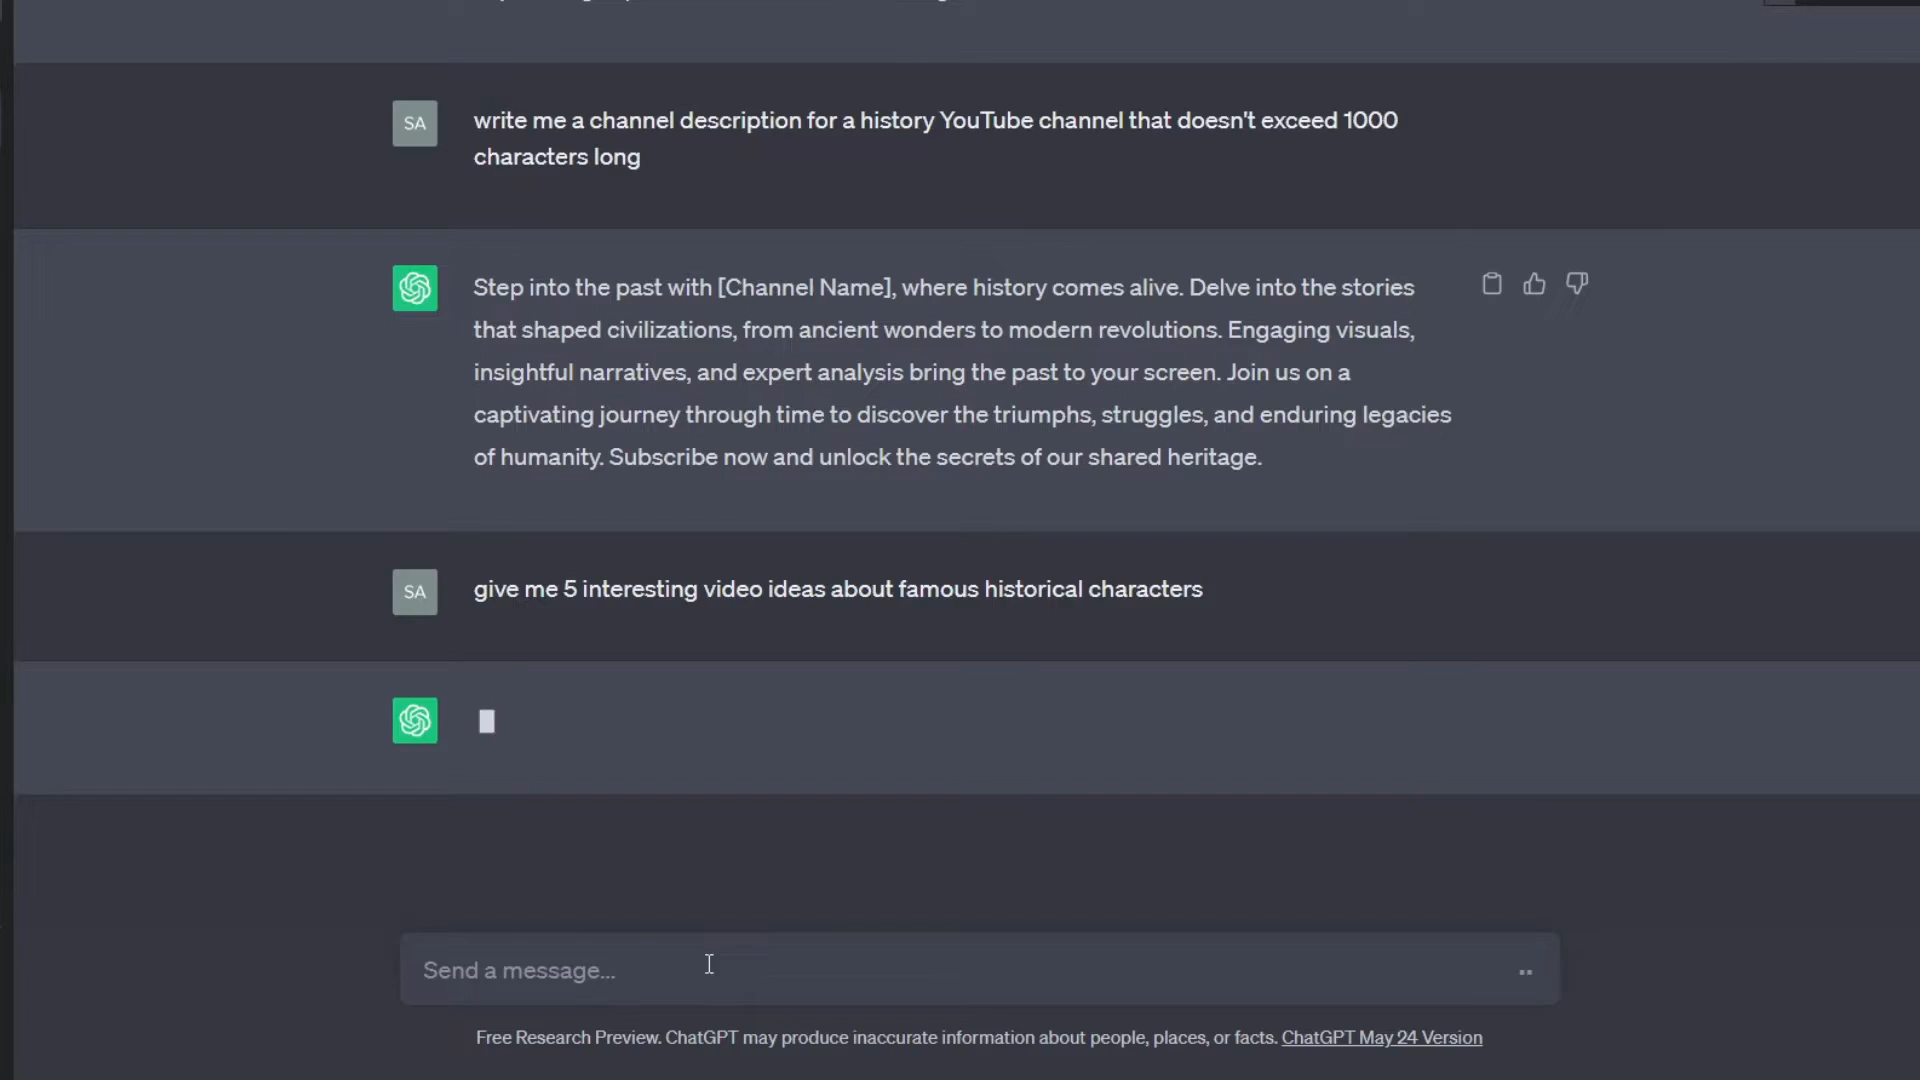 SA
write me a channel description for a history YouTube channel that doesn't exceed 1000
characters long
Step into the past with [Channel Name], where history comes alive. Delve into the stories
that shaped civilizations, from ancient wonders to modern revolutions. Engaging visuals,
insightful narratives, and expert analysis bring the past to your screen. Join us on a
captivating journey through time to discover the triumphs, struggles, and enduring legacies
of humanity. Subscribe now and unlock the secrets of our shared heritage.
SA
give me 5 interesting video ideas about famous historical characters
Send a message...
Free Research Preview. ChatGPT may produce inaccurate information about people, places, or facts. ChatGPT May 24 Version